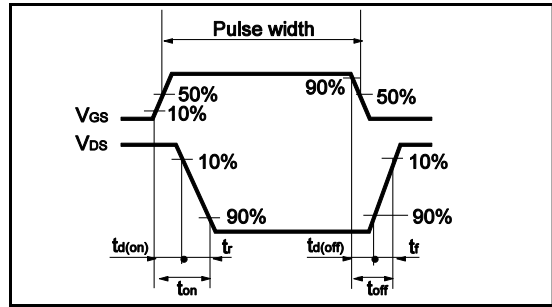 Pulse width
90%
50% 50%
10%
VGS
VDS
10% 10%
90% 90%
td(on) tr td(off) tf
ton toff